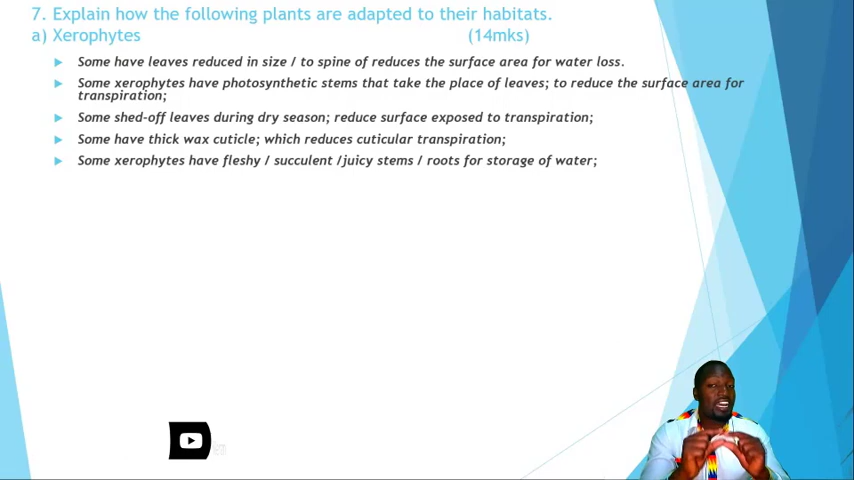 7. Explain how the following plants are adapted to their habitats.
a) Xerophytes (14mks)
Some have leaves reduced in size / to spine of reduces the surface area for water loss.
Some xerophytes have photosynthetic stems that take the place of leaves; to reduce the surface area for
transpiration;
Some shed-off leaves during dry season; reduce surface exposed to transpiration;
Some have thick wax cuticle; which reduces cuticular transpiration;
Some xerophytes have fleshy / succulent /juicy stems / roots for storage of water;